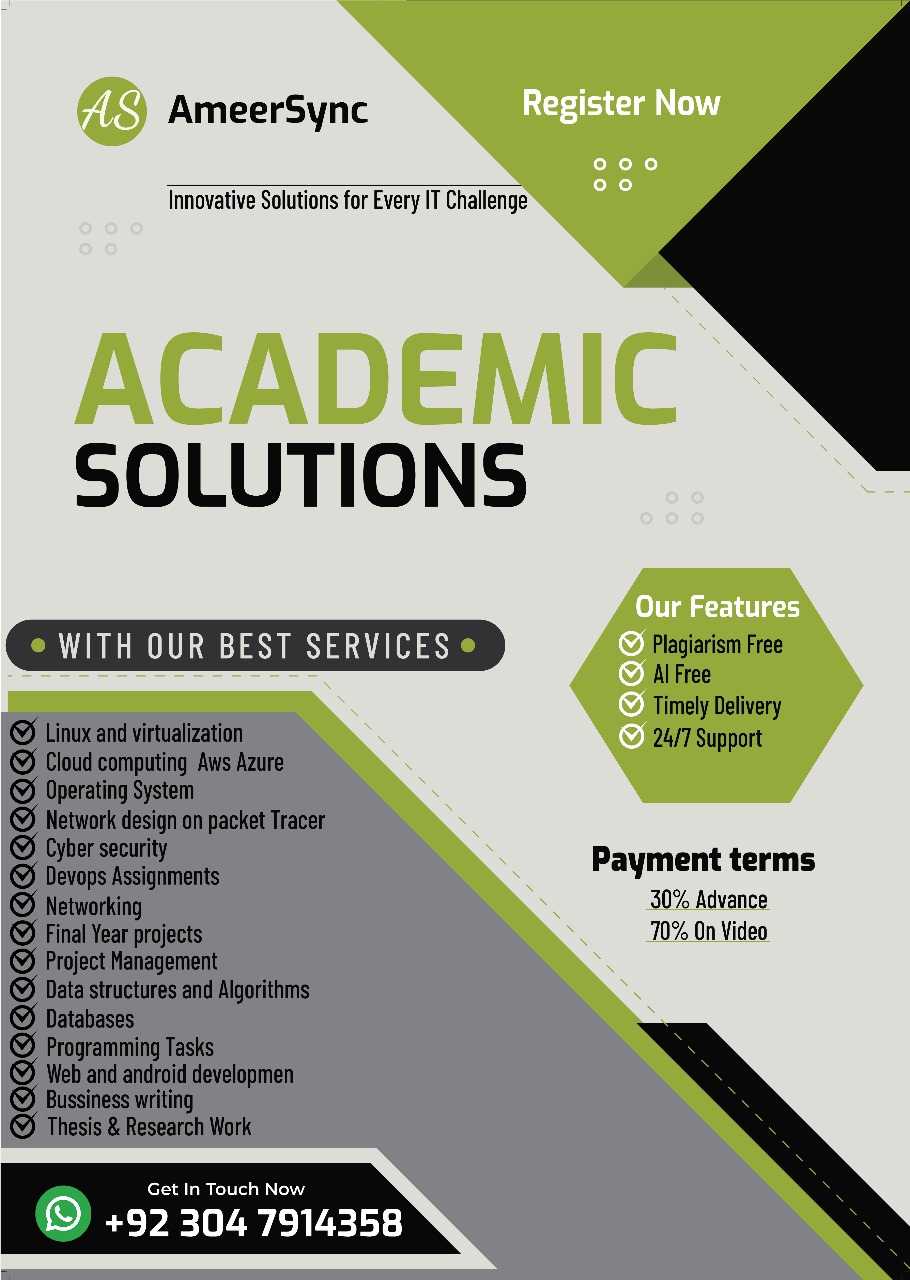 AS AmeerSync
Register Now
Innovative Solutions for Every IT Challenge
ACADEMIC
SOLUTIONS
WITH OUR BEST SERVICES
Linux and virtualization
Cloud computing  Aws Azure
Operating System
Network design on packet Tracer
Cyber security
Devops Assignments
Networking
Final Year projects
Project Management
Data structures and Algorithms
Databases
Programming Tasks
Web and android developmen
Bussiness writing
Thesis & Research Work
Our Features
Plagiarism Free
AI Free
Timely Delivery
24/7 Support
Payment terms
30% Advance
70% On Video
Get In Touch Now
+92 304 7914358